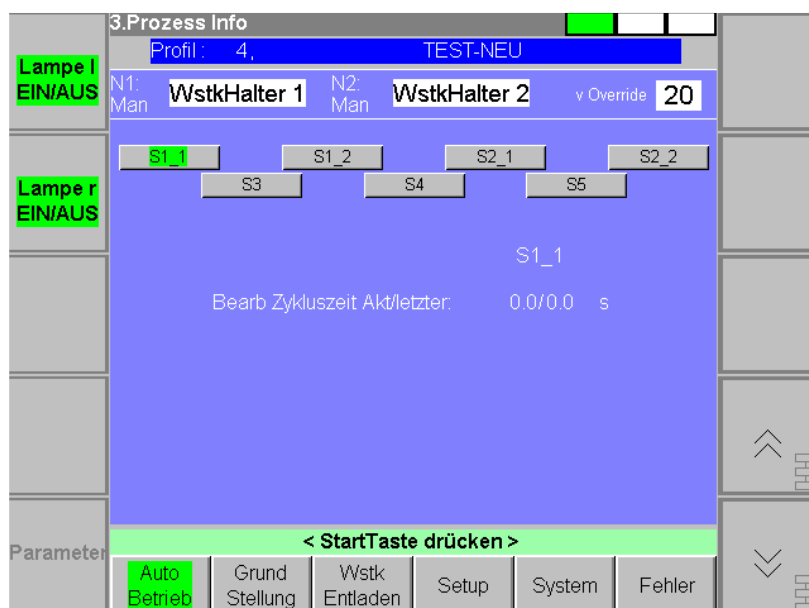 3.Prozess Info
Profil : 4, TEST-NEU
Lampe l
EIN/AUS
N1:
Man
WstkHalter 1
N2:
Man
WstkHalter 2
v Override 20
S1_1 S1_2 S2_1 S2_2
S3 S4 S5
Lampe r
EIN/AUS
S1_1
Bearb Zykluszeit Akt/letzter: 0.0/0.0 s
Parameter
< StartTaste drücken >
Auto
Betrieb
Grund
Stellung
Wstk
Entladen
Setup
System
Fehler